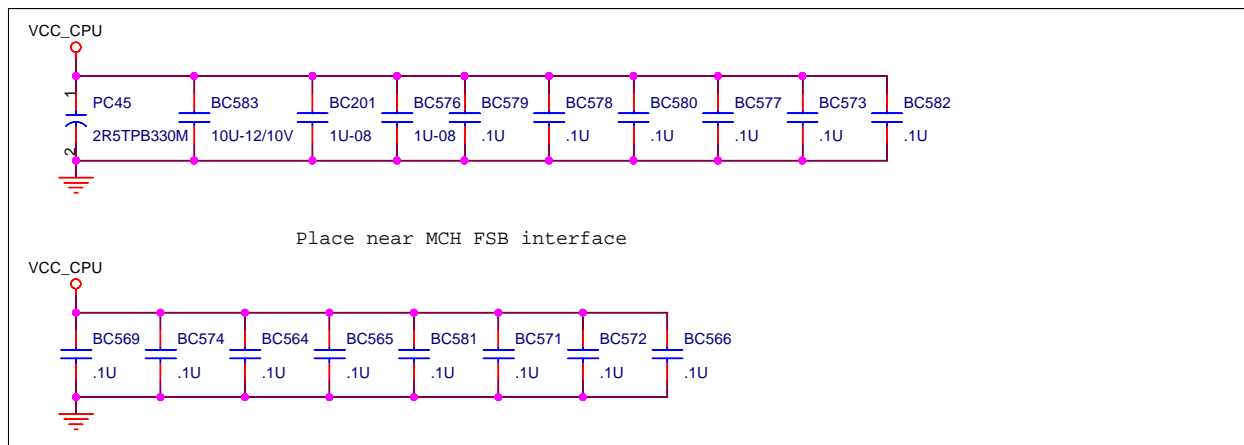 VCC_CPU
1
PC45 BC583 BC201 BC576 BC579 BC578 BC580 BC577 BC573 BC582
2R5TPB330M 10U-12/10V 1U-08 1U-08 .1U .1U .1U .1U .1U .1U
2
Place near MCH FSB interface
VCC_CPU
BC569 BC574 BC564 BC565 BC581 BC571 BC572 BC566
.1U .1U .1U .1U .1U .1U .1U .1U